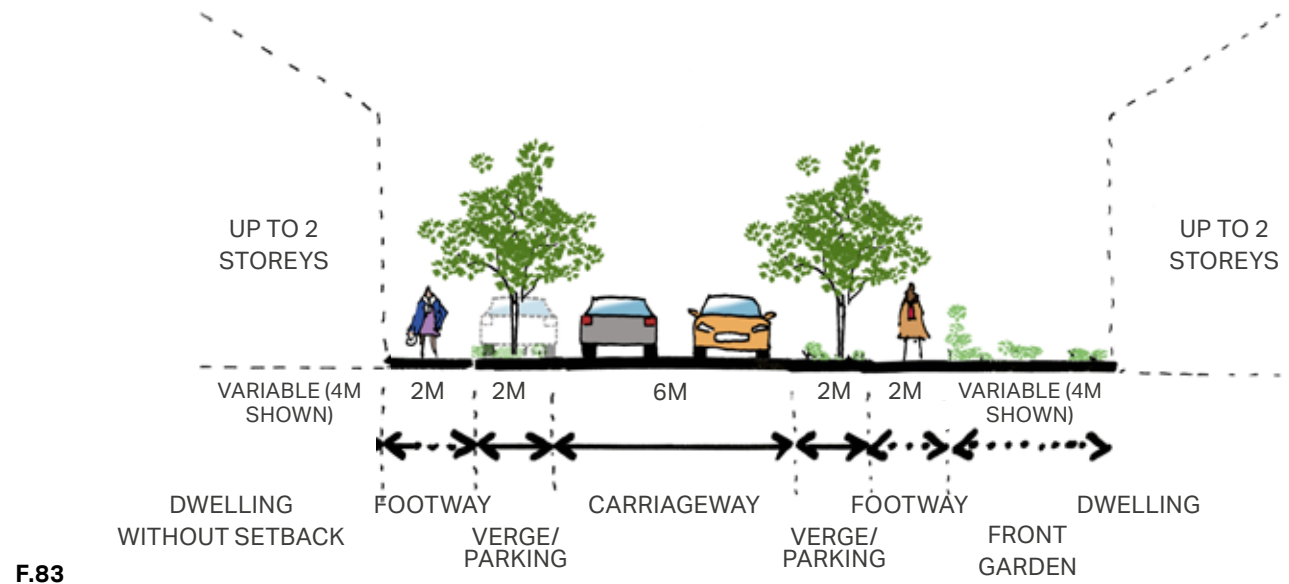 UP TO 2
STOREYS
UP TO 2
STOREYS
VARIABLE (4M
SHOWN)
2M
2M
6M
2M
2M
VARIABLE (4M
SHOWN)
DWELLING
WITHOUT SETBACK
FOOTWAY
VERGE/
PARKING
CARRIAGEWAY
VERGE/
PARKING
FOOTWAY
FRONT
GARDEN
DWELLING
F.83